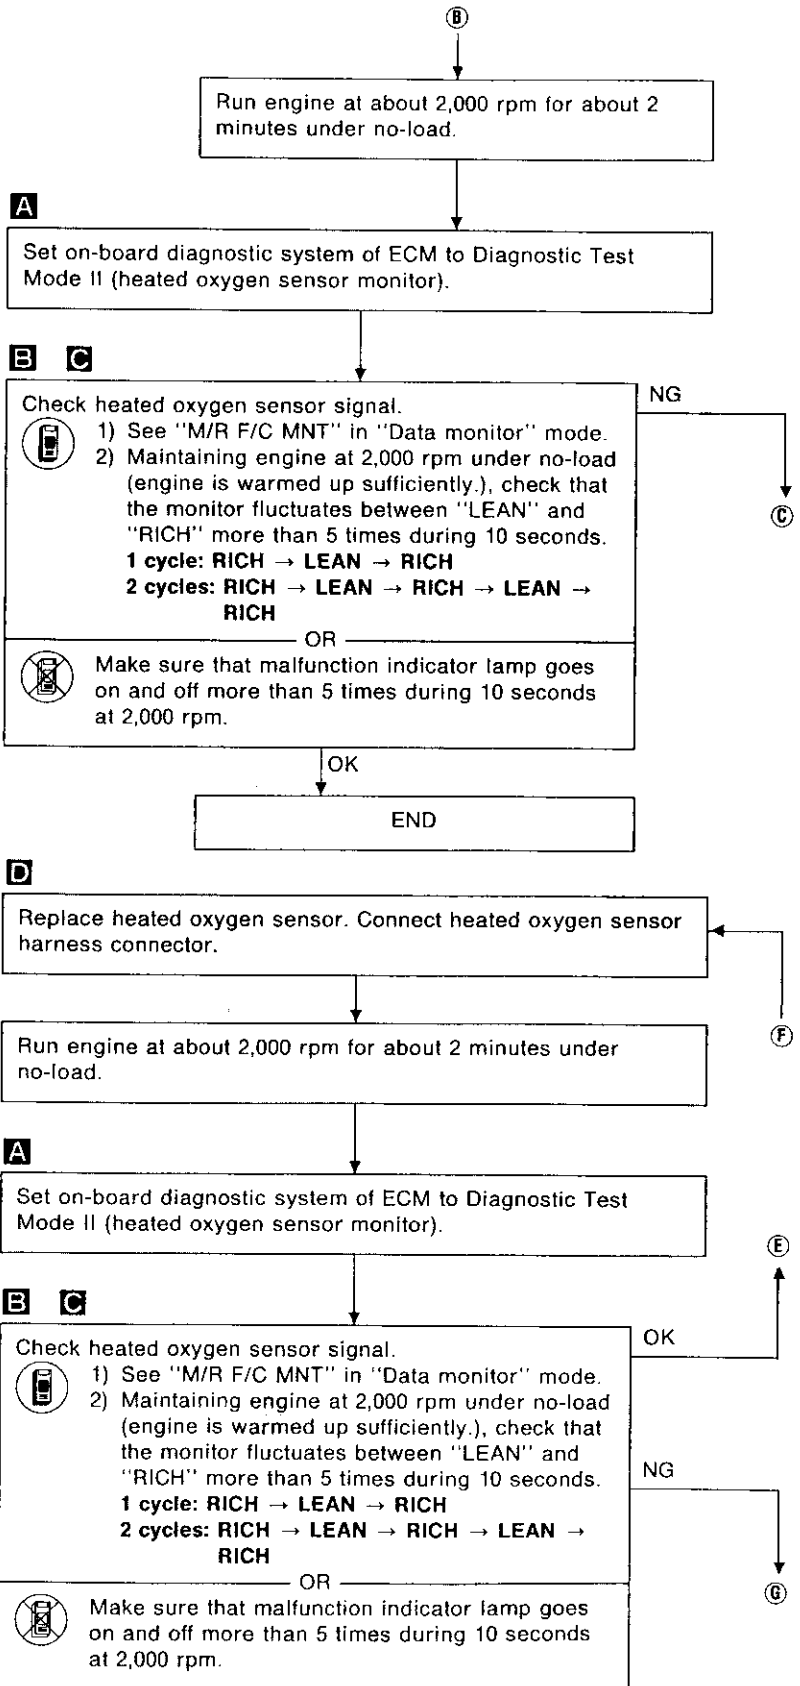 B
Run engine at about 2,000 rpm for about 2
minutes under no-load.
A
Set on-board diagnostic system of ECM to Diagnostic Test
Mode II (heated oxygen sensor monitor).
B C
NG
Check heated oxygen sensor signal.
1) See "M/R F/C MNT" in "Data monitor" mode.
2) Maintaining engine at 2,000 rpm under no-load
(engine is warmed up sufficiently.), check that
the monitor fluctuates between "LEAN" and
"RICH" more than 5 times during 10 seconds.
1 cycle: RICH → LEAN → RICH
2 cycles: RICH → LEAN → RICH → LEAN →
RICH
C
OR
Make sure that malfunction indicator lamp goes
on and off more than 5 times during 10 seconds
at 2,000 rpm.
OK
END
D
Replace heated oxygen sensor. Connect heated oxygen sensor
harness connector.
F
Run engine at about 2,000 rpm for about 2 minutes under
no-load.
A
Set on-board diagnostic system of ECM to Diagnostic Test
Mode II (heated oxygen sensor monitor).
E
B C
OK
Check heated oxygen sensor signal.
1) See "M/R F/C MNT" in "Data monitor" mode.
2) Maintaining engine at 2,000 rpm under no-load
(engine is warmed up sufficiently.), check that
the monitor fluctuates between "LEAN" and
"RICH" more than 5 times during 10 seconds.
NG
1 cycle: RICH → LEAN → RICH
2 cycles: RICH → LEAN → RICH → LEAN →
RICH
OR
G
Make sure that malfunction indicator lamp goes
on and off more than 5 times during 10 seconds
at 2,000 rpm.